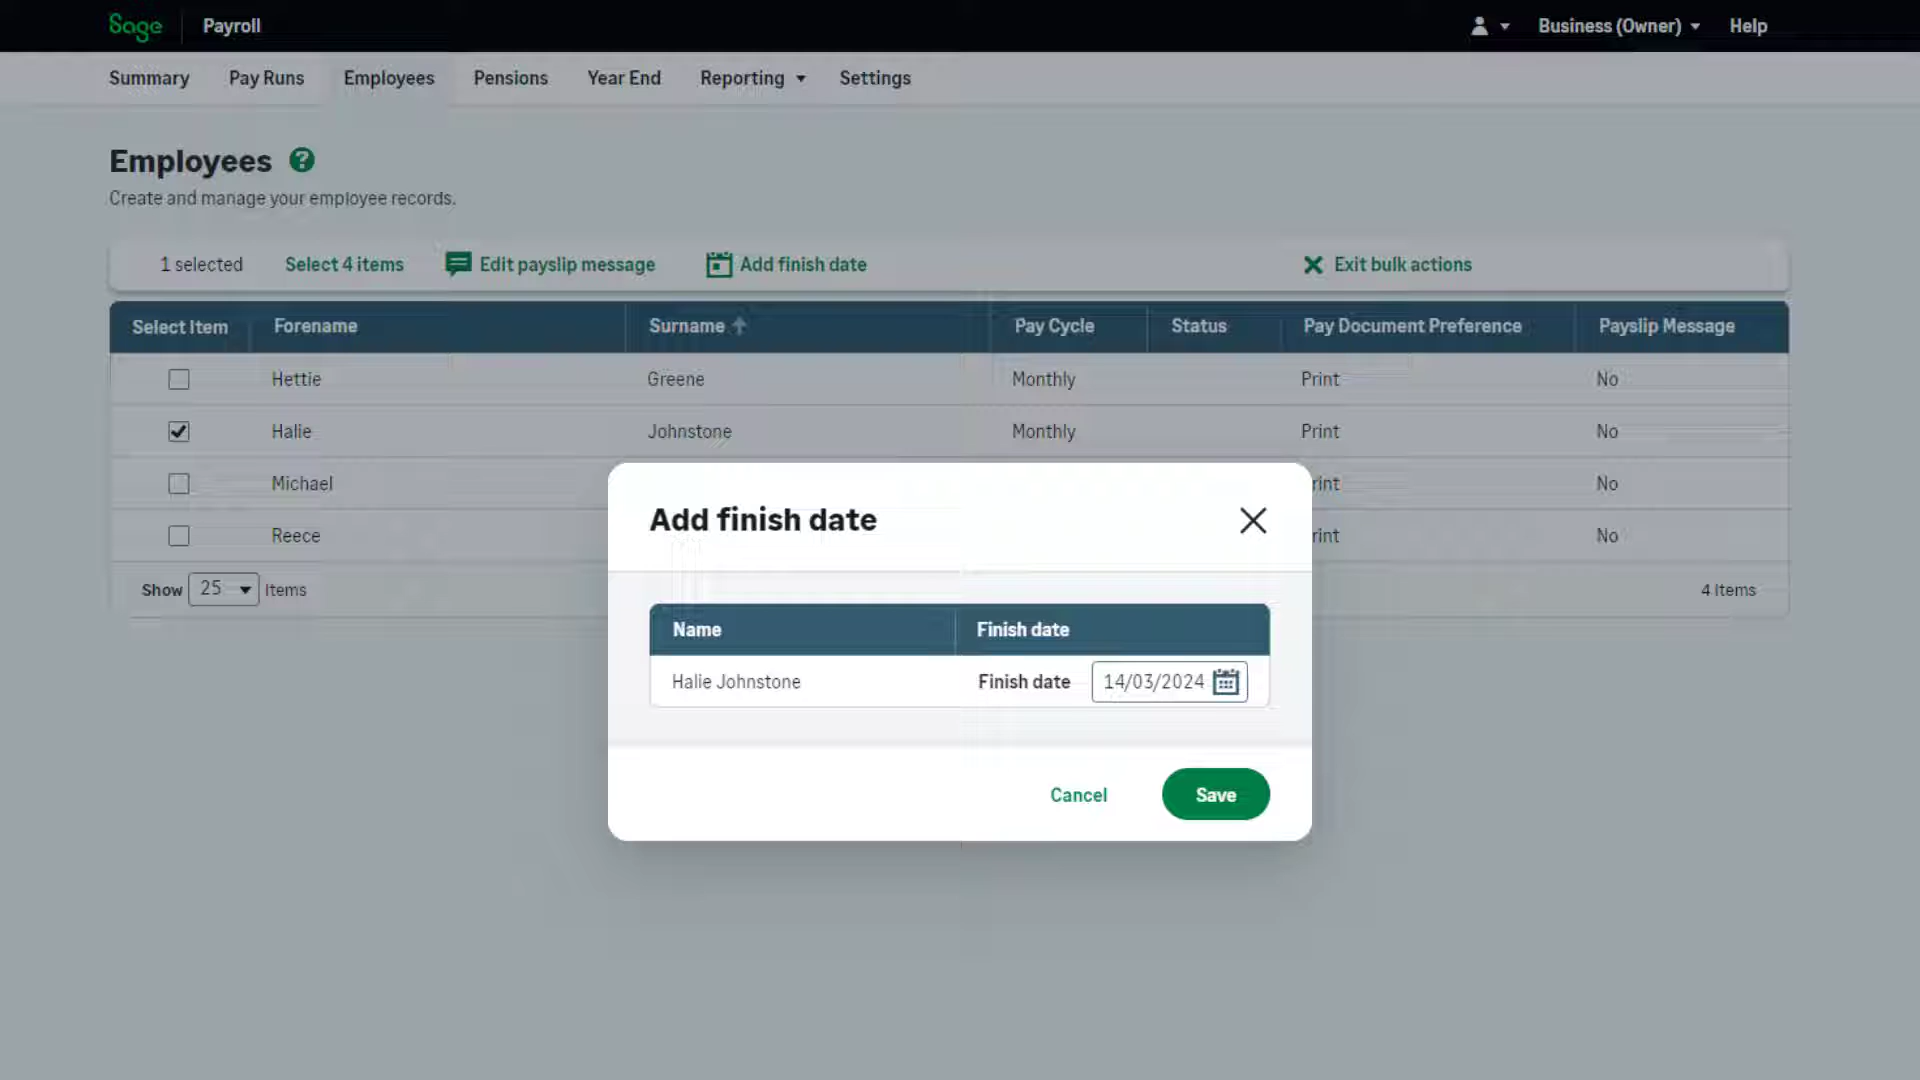 Sage Payroll Business (Owner) Help
Summary Pay Runs Employees Pensions Year End Reporting Settings
Employees ?
Create and manage your employee records.
1 selected Select 4 items Edit payslip message Add finish date Exit bulk actions
Select Item Forename Surname Pay Cycle Status Pay Document Preference Payslip Message
Hettie Greene Monthly Print No
Halie Johnstone Monthly Print No
Michael rint No
Reece rint No
Show 25 Items 4 Items
Add finish date
Name Finish date
Halie Johnstone Finish date 14/03/2024
Cancel Save